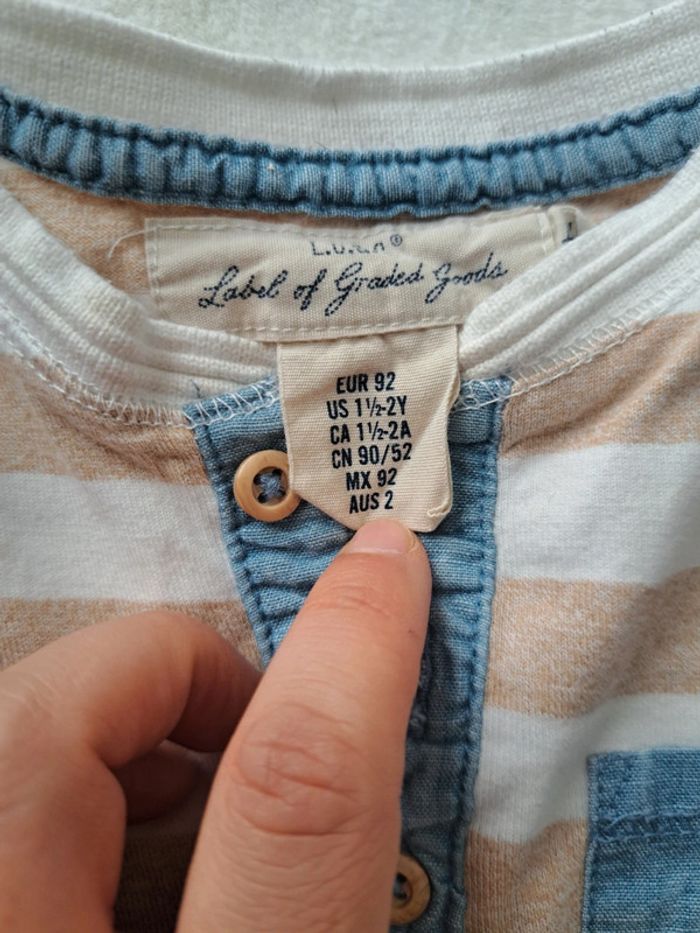 L.O.G.G®
Label of Graded Goods
EUR 92
US 1½-2Y
CA 1½-2A
CN 90/52
MX 92
AUS 2